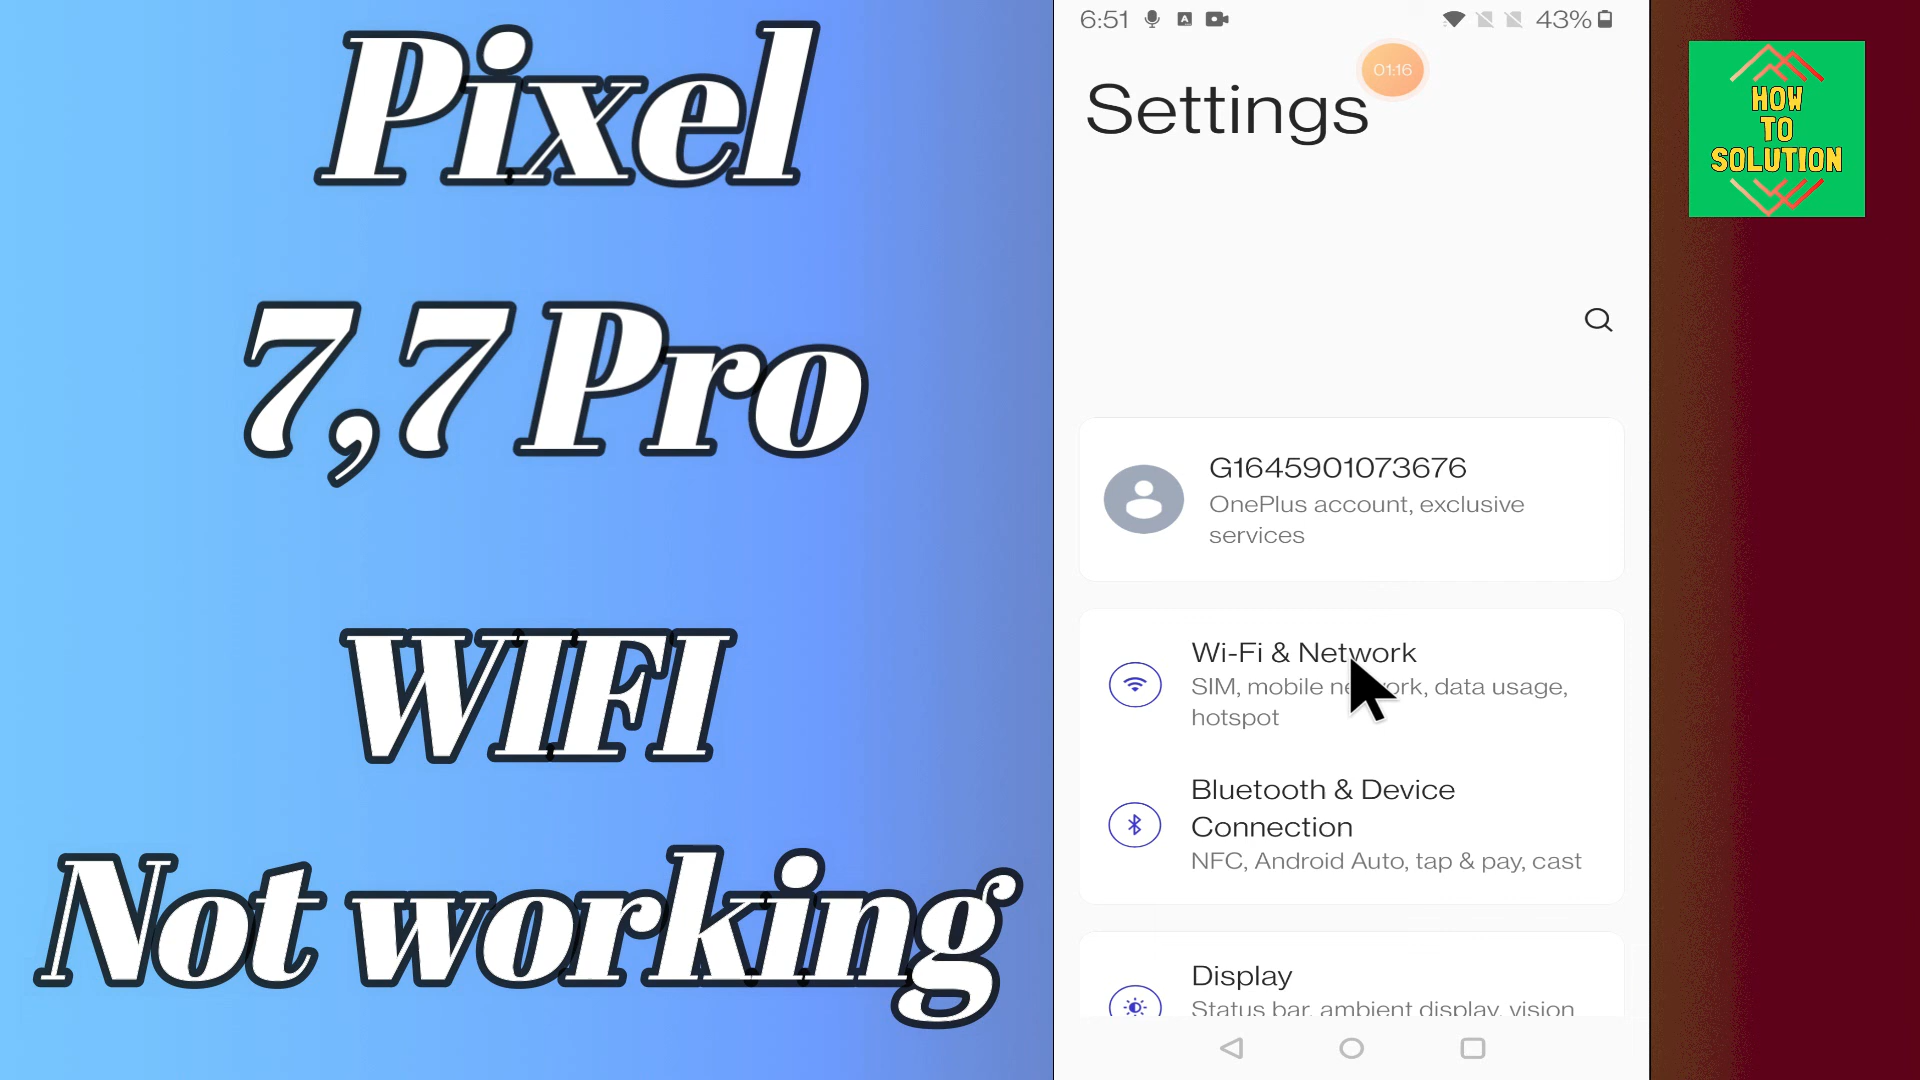 Pixel
7,7 Pro
WIFI
Not working
6:51
43%
01:16
Settings
G1645901073676
OnePlus account, exclusive
services
Wi-Fi & Network
SIM, mobile network, data usage,
hotspot
Bluetooth & Device
Connection
NFC, Android Auto, tap & pay, cast
Display
Status bar, ambient display, vision
HOW
TO
SOLUTION